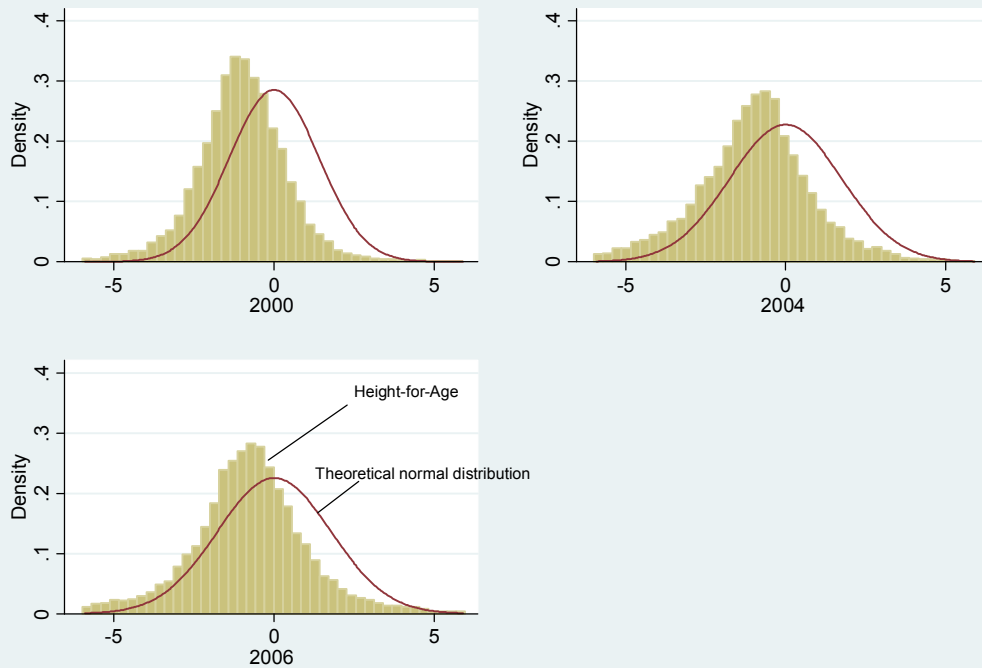 Density
.4
.3
.2
.1
0
-5 0 5
2000
Density
.4
.3
.2
.1
0
-5 0 5
2004
Density
.4
.3
.2
.1
0
Height-for-Age
Theoretical normal distribution
-5 0 5
2006